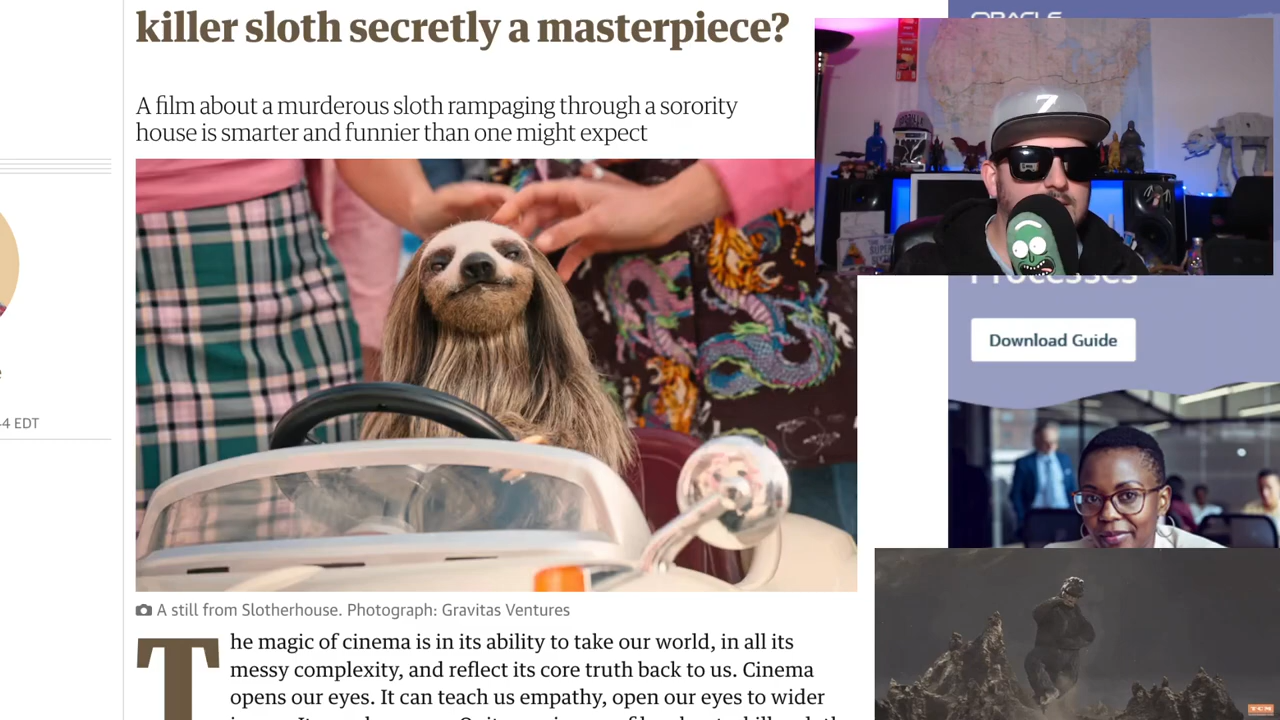 killer sloth secretly a masterpiece?
A film about a murderous sloth rampaging through a sorority
house is smarter and funnier than one might expect
ORACLE
Processes
Download Guide
4 EDT
A still from Slotherhouse. Photograph: Gravitas Ventures
The magic of cinema is in its ability to take our world, in all its
messy complexity, and reflect its core truth back to us. Cinema
opens our eyes. It can teach us empathy, open our eyes to wider
TCM